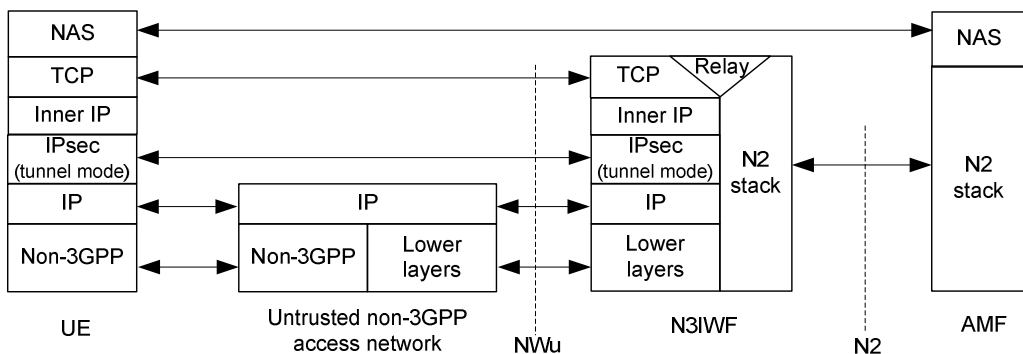 NAS
TCP
Inner IP
IPsec
(tunnel mode)
IP
Non-3GPP
UE
IP
Non-3GPP
Lower
layers
Untrusted non-3GPP
access network
NWu
TCP
Relay
Inner IP
IPsec
(tunnel mode)
IP
Lower
layers
N2
stack
N3IWF
N2
NAS
N2
stack
AMF